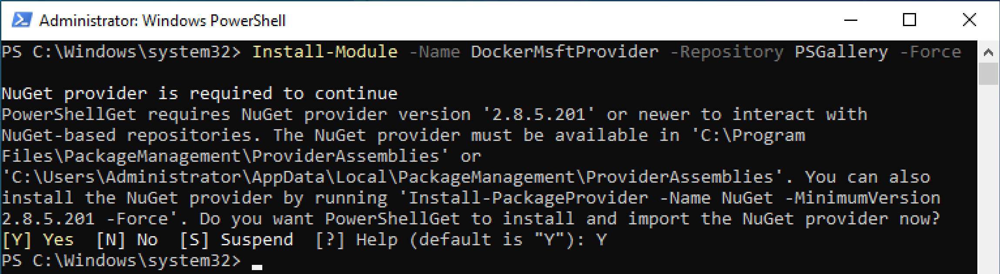 Administrator: Windows PowerShell
PS C:\Windows\system32> Install-Module -Name DockerMsftProvider -Repository PSGallery -Force
NuGet provider is required to continue
PowerShellGet requires NuGet provider version '2.8.5.201' or newer to interact with
NuGet-based repositories. The NuGet provider must be available in 'C:\Program
Files\PackageManagement\ProviderAssemblies' or
'C:\Users\Administrator\AppData\Local\PackageManagement\ProviderAssemblies'. You can also
install the NuGet provider by running 'Install-PackageProvider -Name NuGet -MinimumVersion
2.8.5.201 -Force'. Do you want PowerShellGet to install and import the NuGet provider now?
[Y] Yes  [N] No  [S] Suspend  [?] Help (default is "Y"): Y
PS C:\Windows\system32>